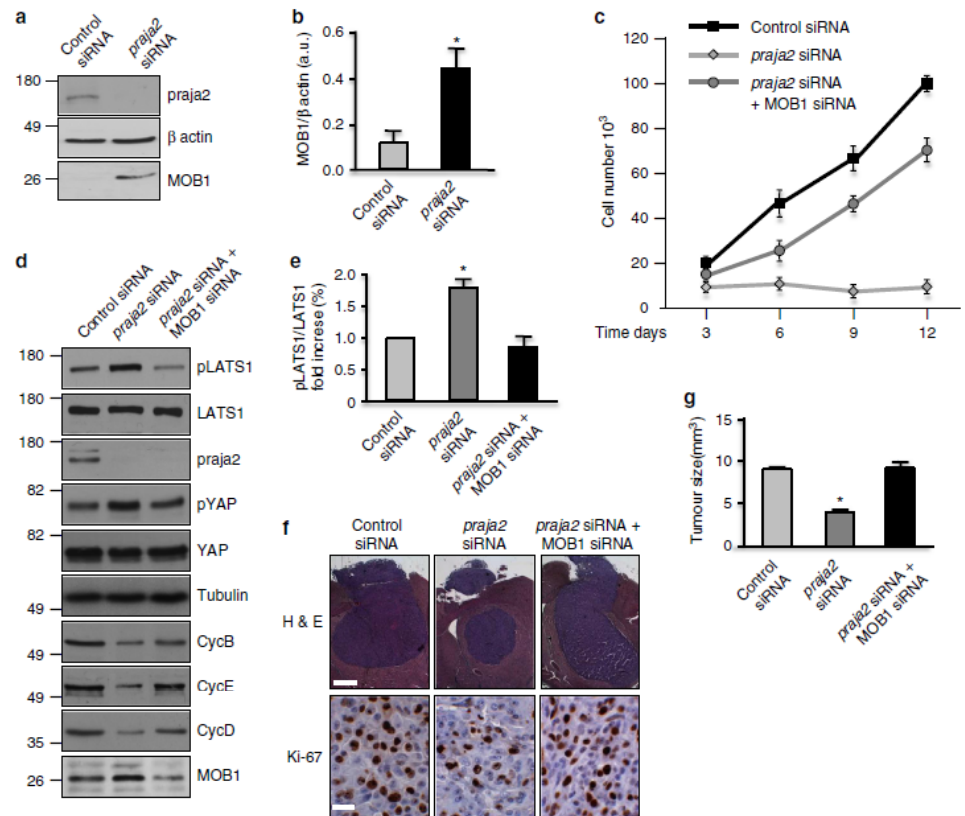 a
Control siRNA
praja2 siRNA
180
praja2
49
β actin
26
MOB1
b
MOB1/β actin (a.u.)
0.6
0.4
0.2
0.0
*
Control siRNA
praja2 siRNA
c
Control siRNA
praja2 siRNA
praja2 siRNA
+ MOB1 siRNA
Cell number 10³
120
100
80
60
40
20
0
Time days
3
6
9
12
d
Control siRNA
praja2 siRNA
praja2 siRNA +
MOB1 siRNA
180
pLATS1
180
LATS1
180
praja2
82
pYAP
82
YAP
Tubulin
49
CycB
49
CycE
49
CycD
35
MOB1
26
e
pLATS1/LATS1
fold increse (%)
2.0
1.5
1.0
0.5
0
*
Control
siRNA
praja2
siRNA
praja2 siRNA +
MOB1 siRNA
f
Control
siRNA
praja2
siRNA
praja2 siRNA +
MOB1 siRNA
H & E
Ki-67
g
Tumour size(mm³)
15
10
5
0
*
Control
siRNA
praja2
siRNA
praja2 siRNA +
MOB1 siRNA